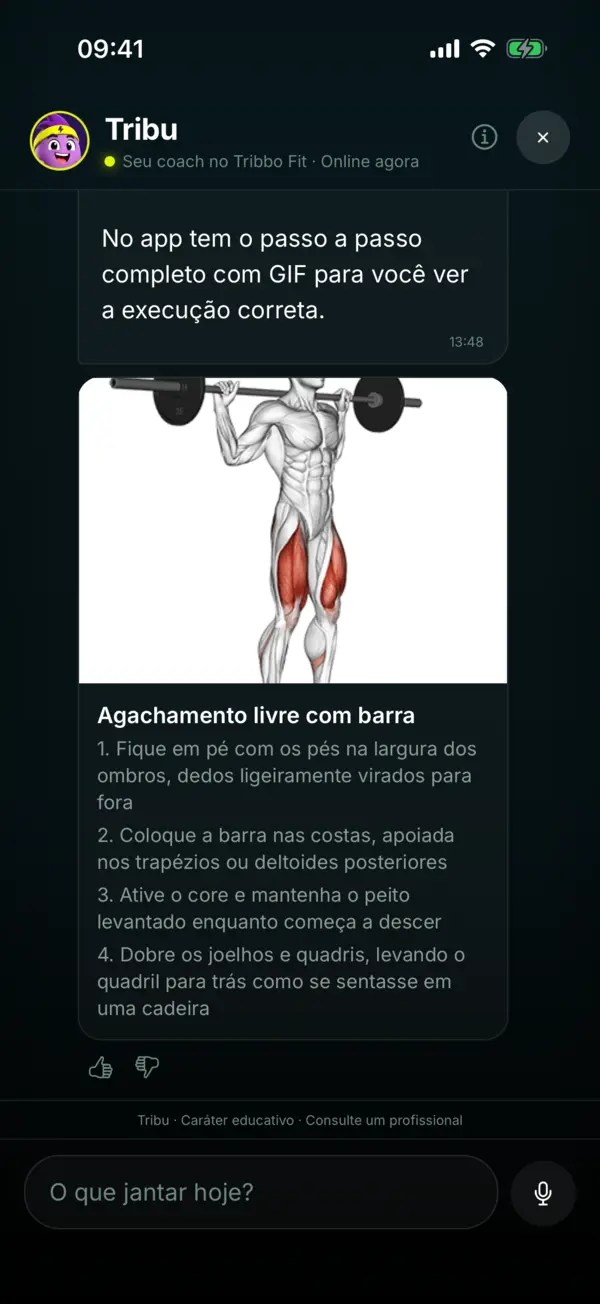 09:41
Tribu
Seu coach no Tribbo Fit · Online agora
No app tem o passo a passo
completo com GIF para você ver
a execução correta.
13:48
Agachamento livre com barra
1. Fique em pé com os pés na largura dos
ombros, dedos ligeiramente virados para
fora
2. Coloque a barra nas costas, apoiada
nos trapézios ou deltoides posteriores
3. Ative o core e mantenha o peito
levantado enquanto começa a descer
4. Dobre os joelhos e quadris, levando o
quadril para trás como se sentasse em
uma cadeira
Tribu · Caráter educativo · Consulte um profissional
O que jantar hoje?